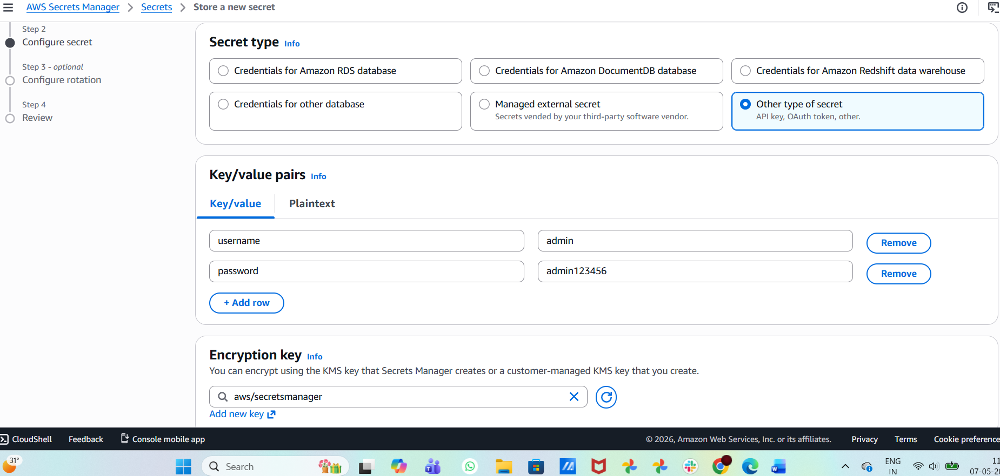 AWS Secrets Manager > Secrets > Store a new secret
Step 2
Configure secret
Step 3 - optional
Configure rotation
Step 4
Review
Secret type Info
Credentials for Amazon RDS database
Credentials for Amazon DocumentDB database
Credentials for Amazon Redshift data warehouse
Credentials for other database
Managed external secret
Secrets vended by your third-party software vendor.
Other type of secret
API key, OAuth token, other.
Key/value pairs Info
Key/value Plaintext
username admin Remove
password admin123456 Remove
+ Add row
Encryption key Info
You can encrypt using the KMS key that Secrets Manager creates or a customer-managed KMS key that you create.
aws/secretsmanager
Add new key
CloudShell Feedback Console mobile app © 2026, Amazon Web Services, Inc. or its affiliates. Privacy Terms Cookie preference
31° Search ENG
IN
11
07-05-20